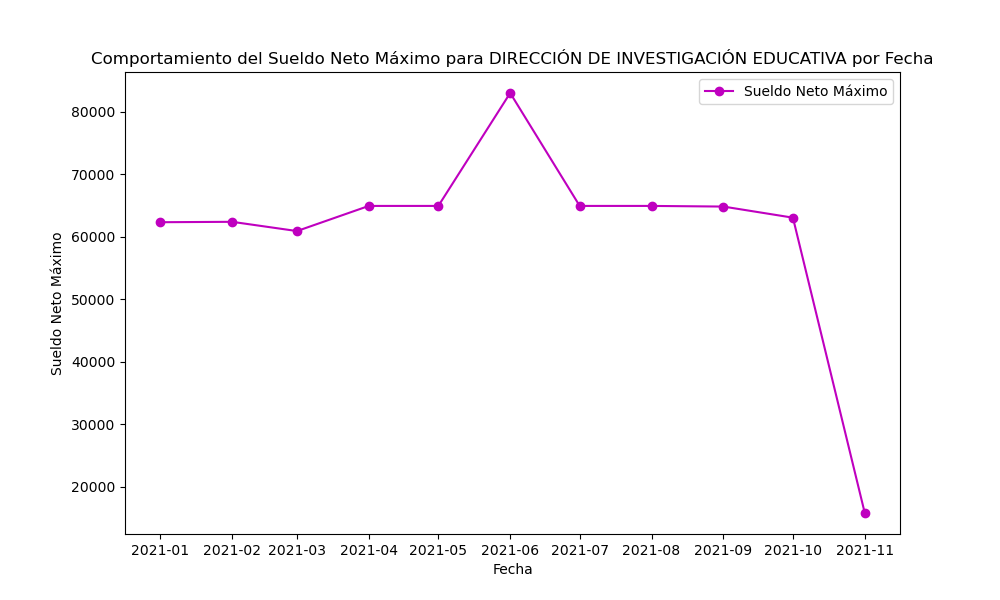 Comportamiento del Sueldo Neto Máximo para DIRECCIÓN DE INVESTIGACIÓN EDUCATIVA por Fecha
Sueldo Neto Máximo
80000
70000
60000
50000
40000
30000
20000
Sueldo Neto Máximo
2021-01 2021-02 2021-03 2021-04 2021-05 2021-06 2021-07 2021-08 2021-09 2021-10 2021-11
Fecha